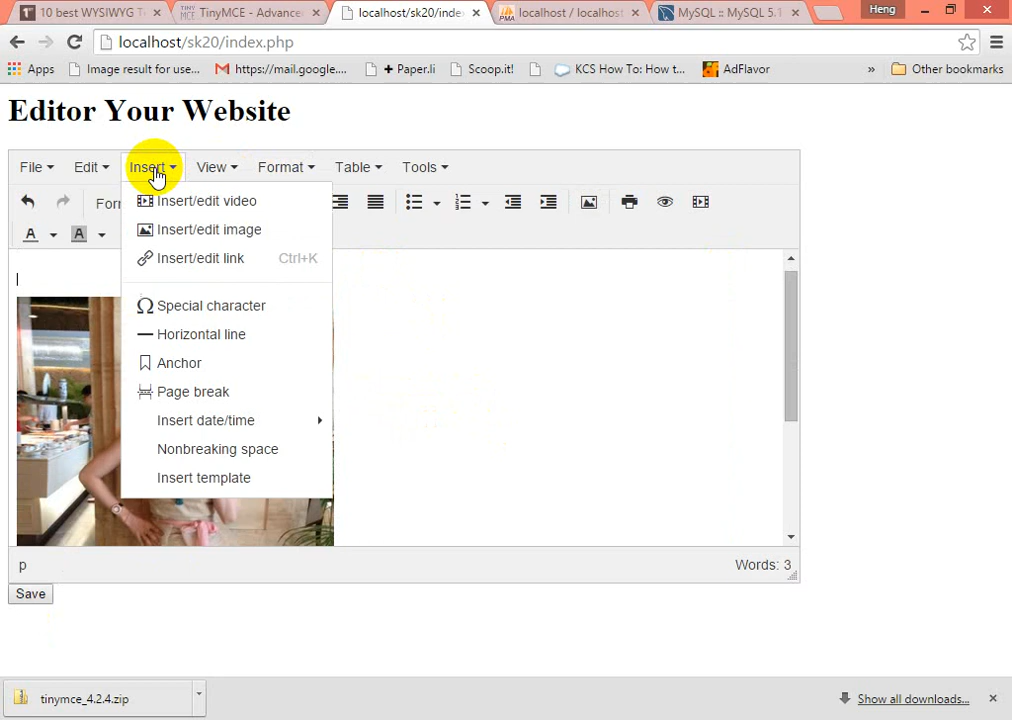 10 best WYSIWYG T
TinyMCE - Advance
localhost/sk20/inde
localhost / localhost
MySQL :: MySQL 5.1
Heng
localhost/sk20/index.php
Apps
Image result for use...
https://mail.google....
+ Paper.li
Scoop.it!
KCS How To: How t...
AdFlavor
»
Other bookmarks
Editor Your Website
File
Edit
Insert
View
Format
Table
Tools
For
Insert/edit video
A
A
Insert/edit image
Insert/edit link Ctrl+K
Special character
Horizontal line
Anchor
Page break
Insert date/time
Nonbreaking space
Insert template
p
Words: 3
Save
tinymce_4.2.4.zip
Show all downloads...